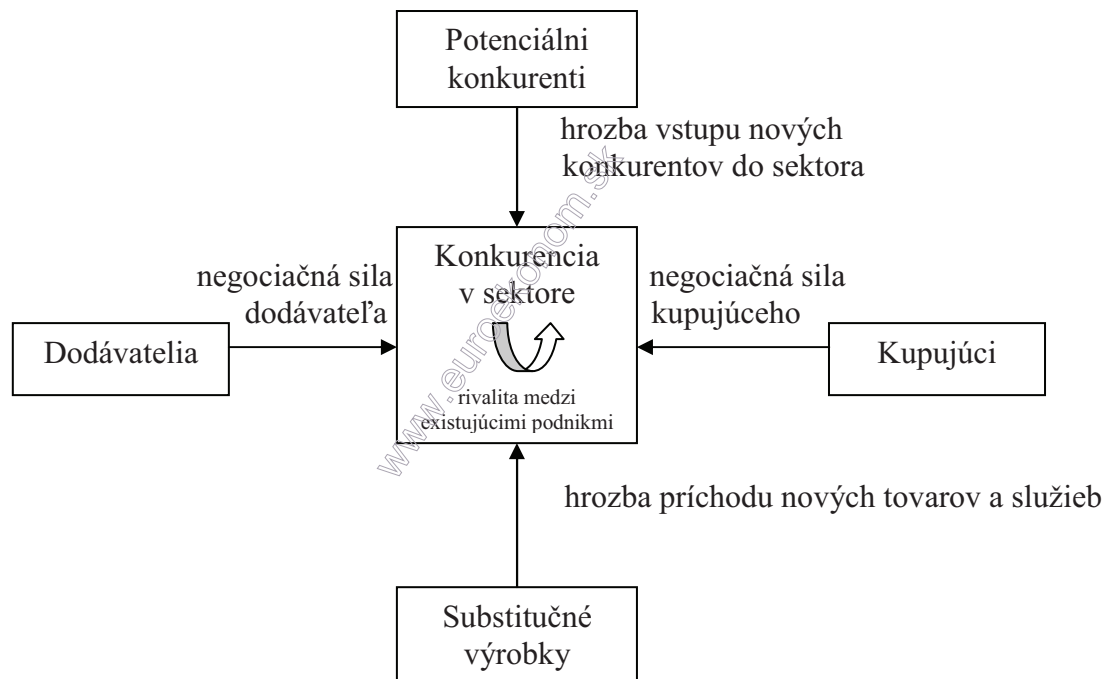 Potenciálni
konkurenti
hrozba vstupu nových
konkurentov do sektora
negociačná sila
dodávateľa
Konkurencia
v sektore
negociačná sila
kupujúceho
Dodávatelia
Kupujúci
rivalita medzi
existujúcimi podnikmi
www.euroekonom.sk
hrozba príchodu nových tovarov a služieb
Substitučné
výrobky